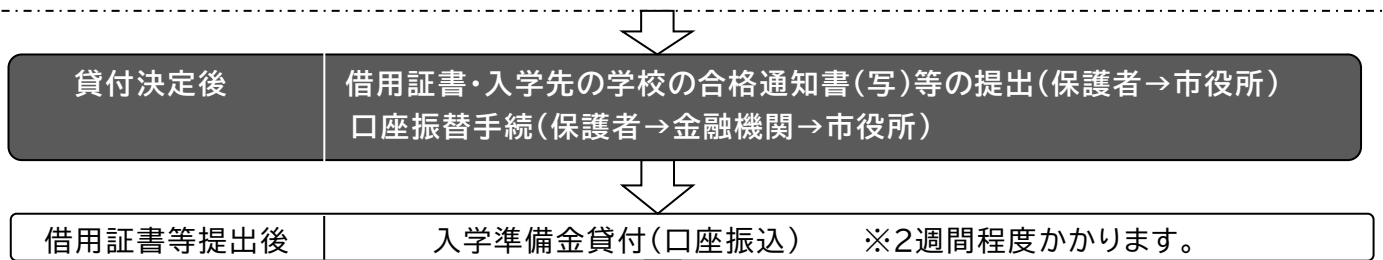 貸付決定後
借用証書・入学先の学校の合格通知書(写)等の提出(保護者→市役所)
口座振替手続(保護者→金融機関→市役所)
借用証書等提出後
入学準備金貸付(口座振込) ※2週間程度かかります。